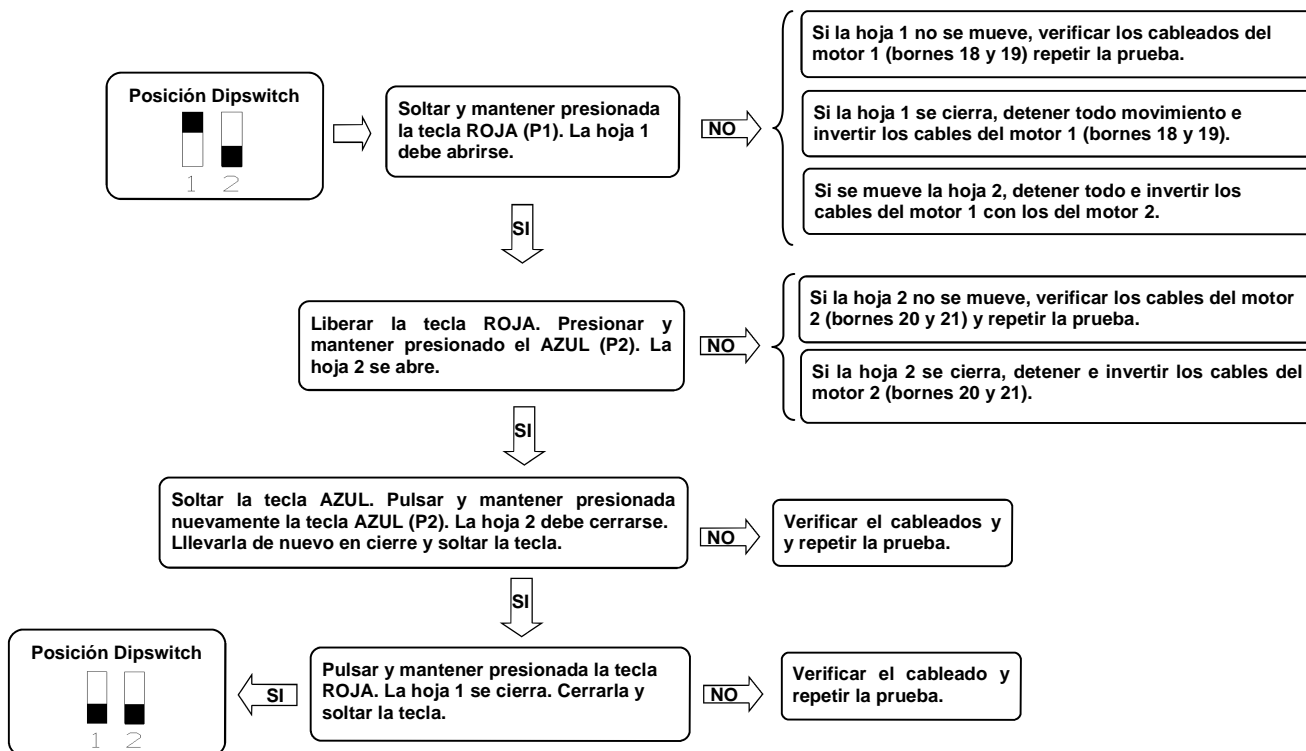 Posición Dipswitch
1 2
Soltar y mantener presionada
la tecla ROJA (P1). La hoja 1
debe abrirse.
NO
Si la hoja 1 no se mueve, verificar los cableados del
motor 1 (bornes 18 y 19) repetir la prueba.
Si la hoja 1 se cierra, detener todo movimiento e
invertir los cables del motor 1 (bornes 18 y 19).
Si se mueve la hoja 2, detener todo e invertir los
cables del motor 1 con los del motor 2.
SI
Liberar la tecla ROJA. Presionar y
mantener presionado el AZUL (P2). La
hoja 2 se abre.
NO
Si la hoja 2 no se mueve, verificar los cables del motor
2 (bornes 20 y 21) y repetir la prueba.
Si la hoja 2 se cierra, detener e invertir los cables del
motor 2 (bornes 20 y 21).
SI
Soltar la tecla AZUL. Pulsar y mantener presionada
nuevamente la tecla AZUL (P2). La hoja 2 debe cerrarse.
Lllevarla de nuevo en cierre y soltar la tecla.
NO
Verificar el cableados y
y repetir la prueba.
SI
Pulsar y mantener presionada la tecla
ROJA. La hoja 1 se cierra. Cerrarla y
soltar la tecla.
NO
Verificar el cableado y
repetir la prueba.
SI
Posición Dipswitch
1 2